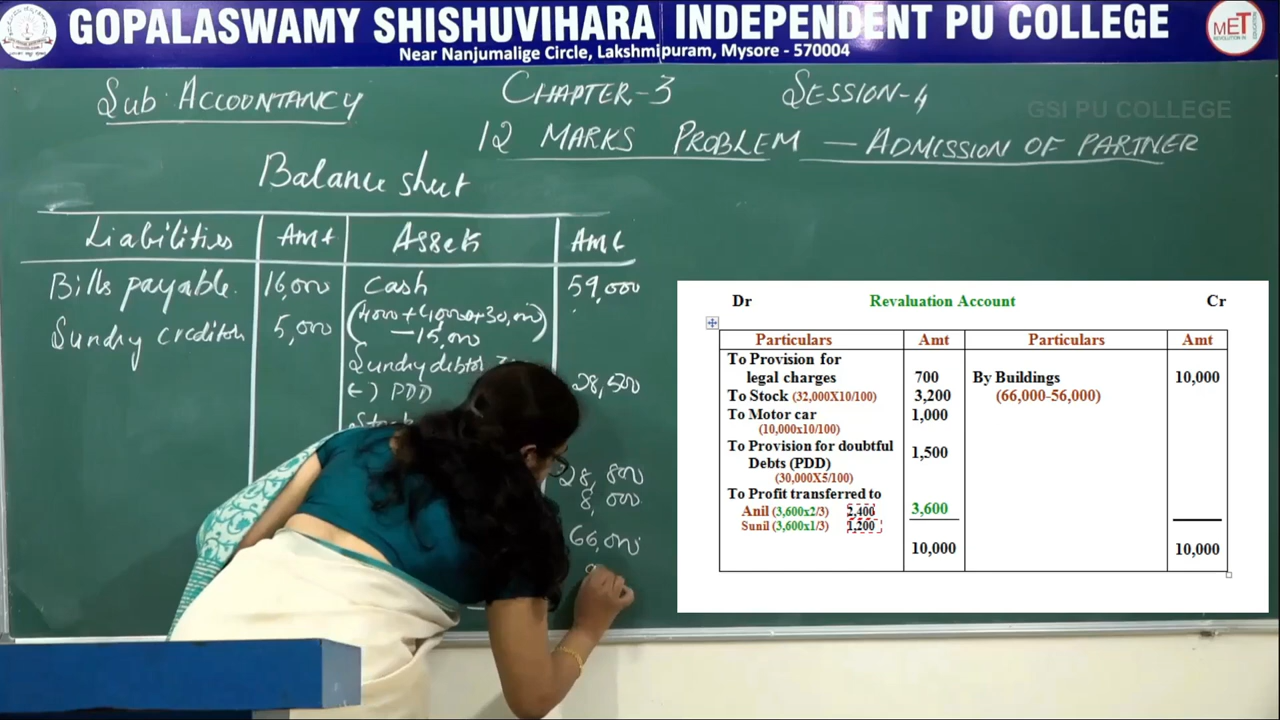 GOPALASWAMY SHISHUVIHARA INDEPENDENT PU COLLEGE
Near Nanjumalige Circle, Lakshmipuram, Mysore - 570004
MET
Sub: ACCOUNTANCY
CHAPTER-3
SESSION-4
GSI PU COLLEGE
12 MARKS PROBLEM — ADMISSION OF PARTNER
Balance sheet
Liabilities Amt Assets Amt
Bills payable. 16,000 Cash 59,000
Sundry creditors 5,000
-15,000
Sundry debtor
(-) PDD 28,500
Stock
28,800
8,000
66,000
Dr Revaluation Account Cr
Particulars Amt Particulars Amt
To Provision for
legal charges 700 By Buildings 10,000
To Stock (32,000X10/100) 3,200 (66,000-56,000)
To Motor car 1,000
(10,000x10/100)
To Provision for doubtful 1,500
Debts (PDD)
(30,000X5/100)
To Profit transferred to
Anil (3,600x2/3) 2,400 3,600
Sunil (3,600x1/3) 1,200
10,000 10,000